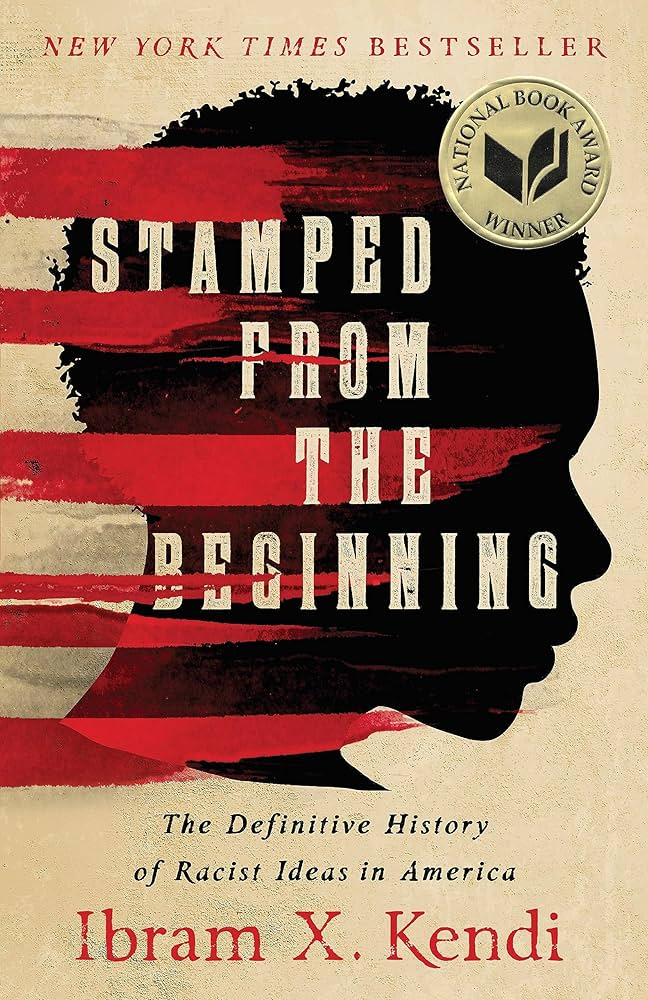 NEW YORK TIMES BESTSELLER
NATIONAL BOOK AWARD
WINNER
STAMPED
FROM
THE
BEGINNING
The Definitive History
of Racist Ideas in America
Ibram X. Kendi